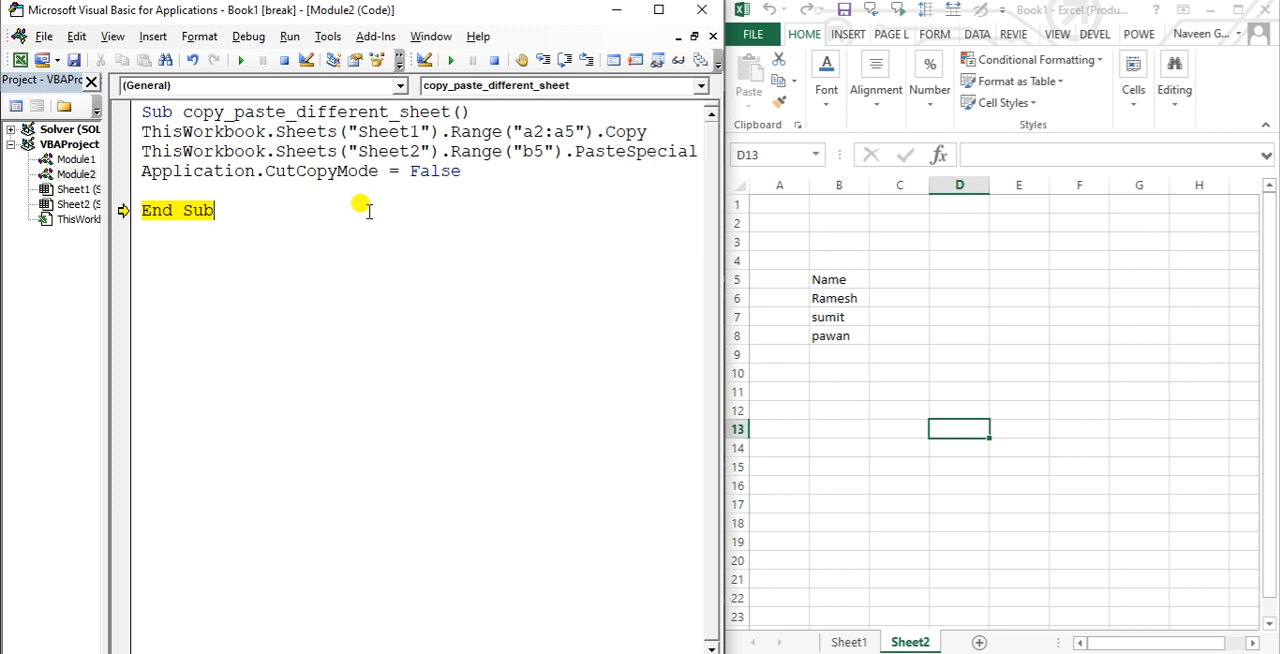 Microsoft Visual Basic for Applications - Book1 [break] - [Module2 (Code)]
File Edit View Insert Format Debug Run Tools Add-Ins Window Help
Project - VBAPro
Solver (SOL
VBAProject
Module1
Module2
Sheet1 (S
Sheet2 (S
ThisWorkl
(General)
copy_paste_different_sheet
Sub copy_paste_different_sheet()
ThisWorkbook.Sheets("Sheet1").Range("a2:a5").Copy
ThisWorkbook.Sheets("Sheet2").Range("b5").PasteSpecial
Application.CutCopyMode = False
End Sub
Book1 - Excel (Produ...
FILE HOME INSERT PAGE L FORM DATA REVIE VIEW DEVEL POWE Naveen G...
Paste
Clipboard
Font
Alignment
Number
Conditional Formatting
Format as Table
Cell Styles
Styles
Cells
Editing
D13
fx
A B C D E F G H
1
2
3
4
5 Name
6 Ramesh
7 sumit
8 pawan
9
10
11
12
13
14
15
16
17
18
19
20
21
22
23
Sheet1 Sheet2